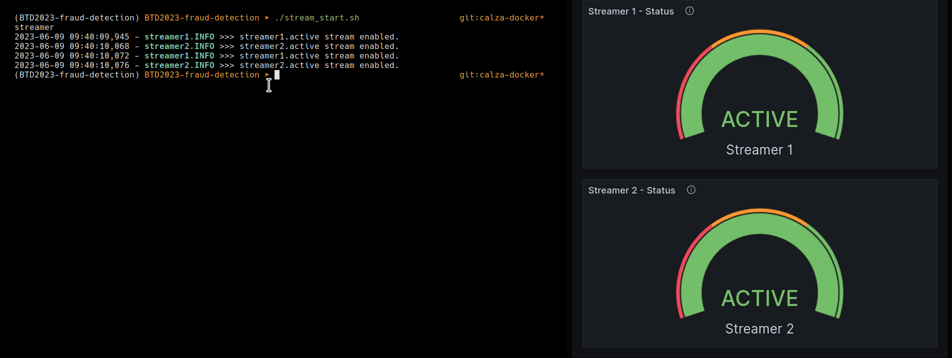 (BTD2023-fraud-detection) BTD2023-fraud-detection ➤ ./stream_start.sh git:calza-docker*
streamer
2023-06-09 09:40:09,945 - streamer1.INFO >>> streamer1.active stream enabled.
2023-06-09 09:40:10,068 - streamer2.INFO >>> streamer2.active stream enabled.
2023-06-09 09:40:10,072 - streamer1.INFO >>> streamer1.active stream enabled.
2023-06-09 09:40:10,076 - streamer2.INFO >>> streamer2.active stream enabled.
(BTD2023-fraud-detection) BTD2023-fraud-detection ➤ git:calza-docker*
Streamer 1 - Status
ACTIVE
Streamer 1
Streamer 2 - Status
ACTIVE
Streamer 2